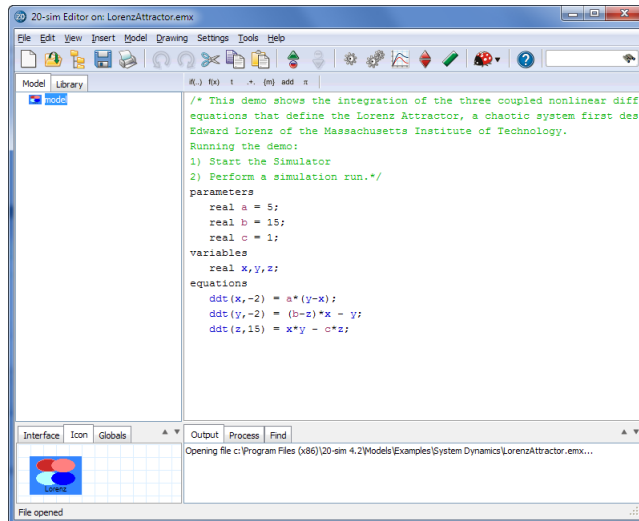 20-sim Editor on: LorenzAttractor.emx
File Edit View Insert Model Drawing Settings Tools Help
Model Library
if(..) f(x) t .+. {m} add π
model
/* This demo shows the integration of the three coupled nonlinear diff
equations that define the Lorenz Attractor, a chaotic system first des
Edward Lorenz of the Massachusetts Institute of Technology.
Running the demo:
1) Start the Simulator
2) Perform a simulation run.*/
parameters
real a = 5;
real b = 15;
real c = 1;
variables
real x,y,z;
equations
ddt(x,-2) = a*(y-x);
ddt(y,-2) = (b-z)*x - y;
ddt(z,15) = x*y - c*z;
Interface Icon Globals
Output Process Find
Opening file c:\Program Files (x86)\20-sim 4.2\Models\Examples\System Dynamics\LorenzAttractor.emx...
Lorenz
File opened